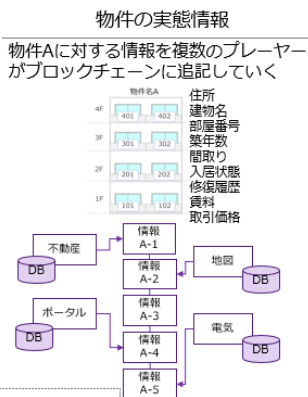 物件の実態情報
物件Aに対する情報を複数のプレーヤー
がブロックチェーンに追記していく
物件名A
4F
401
402
3F
301
302
2F
201
202
1F
101
102
住所
建物名
部屋番号
築年数
間取り
入居状態
修復履歴
賃料
取引価格
不動産
DB
ポータル
DB
情報
A-1
情報
A-2
情報
A-3
情報
A-4
情報
A-5
地図
DB
電気
DB